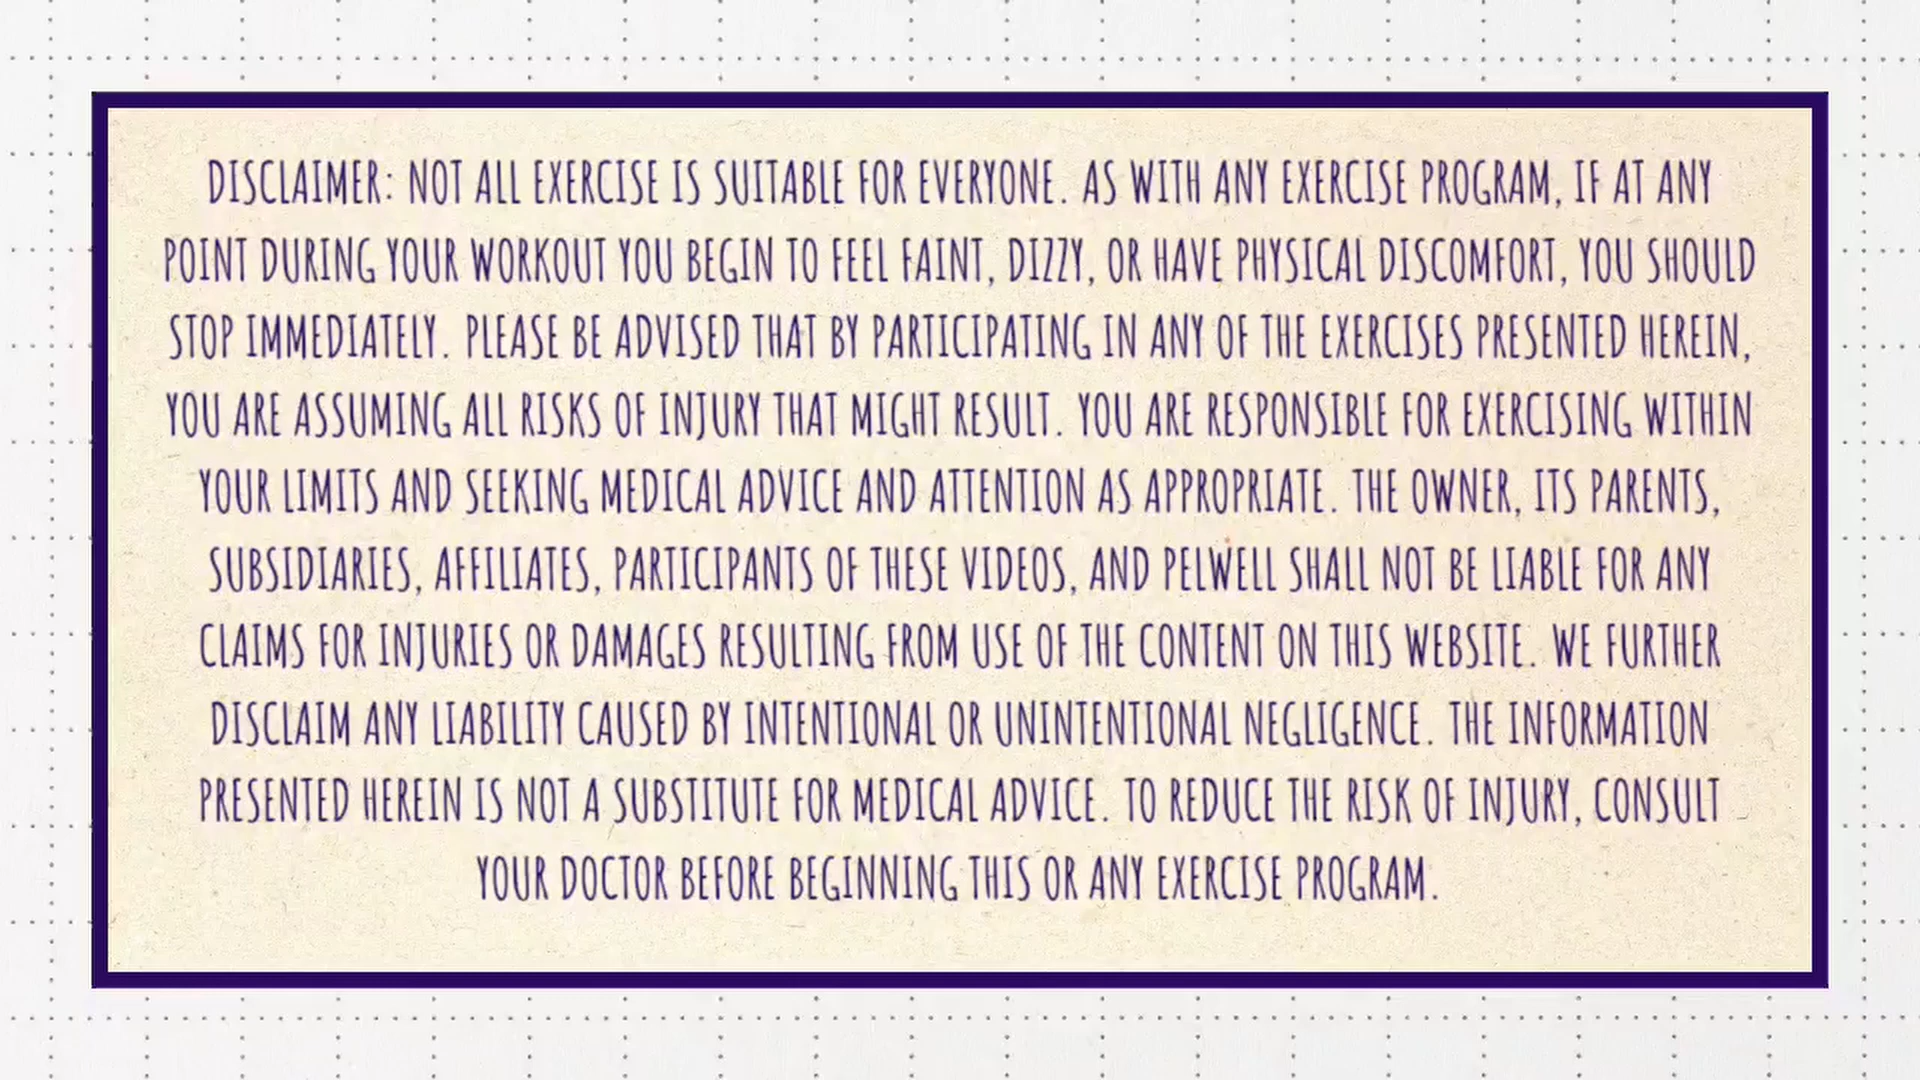 DISCLAIMER: NOT ALL EXERCISE IS SUITABLE FOR EVERYONE. AS WITH ANY EXERCISE PROGRAM, IF AT ANY
POINT DURING YOUR WORKOUT YOU BEGIN TO FEEL FAINT, DIZZY, OR HAVE PHYSICAL DISCOMFORT, YOU SHOULD
STOP IMMEDIATELY. PLEASE BE ADVISED THAT BY PARTICIPATING IN ANY OF THE EXERCISES PRESENTED HEREIN,
YOU ARE ASSUMING ALL RISKS OF INJURY THAT MIGHT RESULT. YOU ARE RESPONSIBLE FOR EXERCISING WITHIN
YOUR LIMITS AND SEEKING MEDICAL ADVICE AND ATTENTION AS APPROPRIATE. THE OWNER, ITS PARENTS,
SUBSIDIARIES, AFFILIATES, PARTICIPANTS OF THESE VIDEOS, AND PELWELL SHALL NOT BE LIABLE FOR ANY
CLAIMS FOR INJURIES OR DAMAGES RESULTING FROM USE OF THE CONTENT ON THIS WEBSITE. WE FURTHER
DISCLAIM ANY LIABILITY CAUSED BY INTENTIONAL OR UNINTENTIONAL NEGLIGENCE. THE INFORMATION
PRESENTED HEREIN IS NOT A SUBSTITUTE FOR MEDICAL ADVICE. TO REDUCE THE RISK OF INJURY, CONSULT
YOUR DOCTOR BEFORE BEGINNING THIS OR ANY EXERCISE PROGRAM.